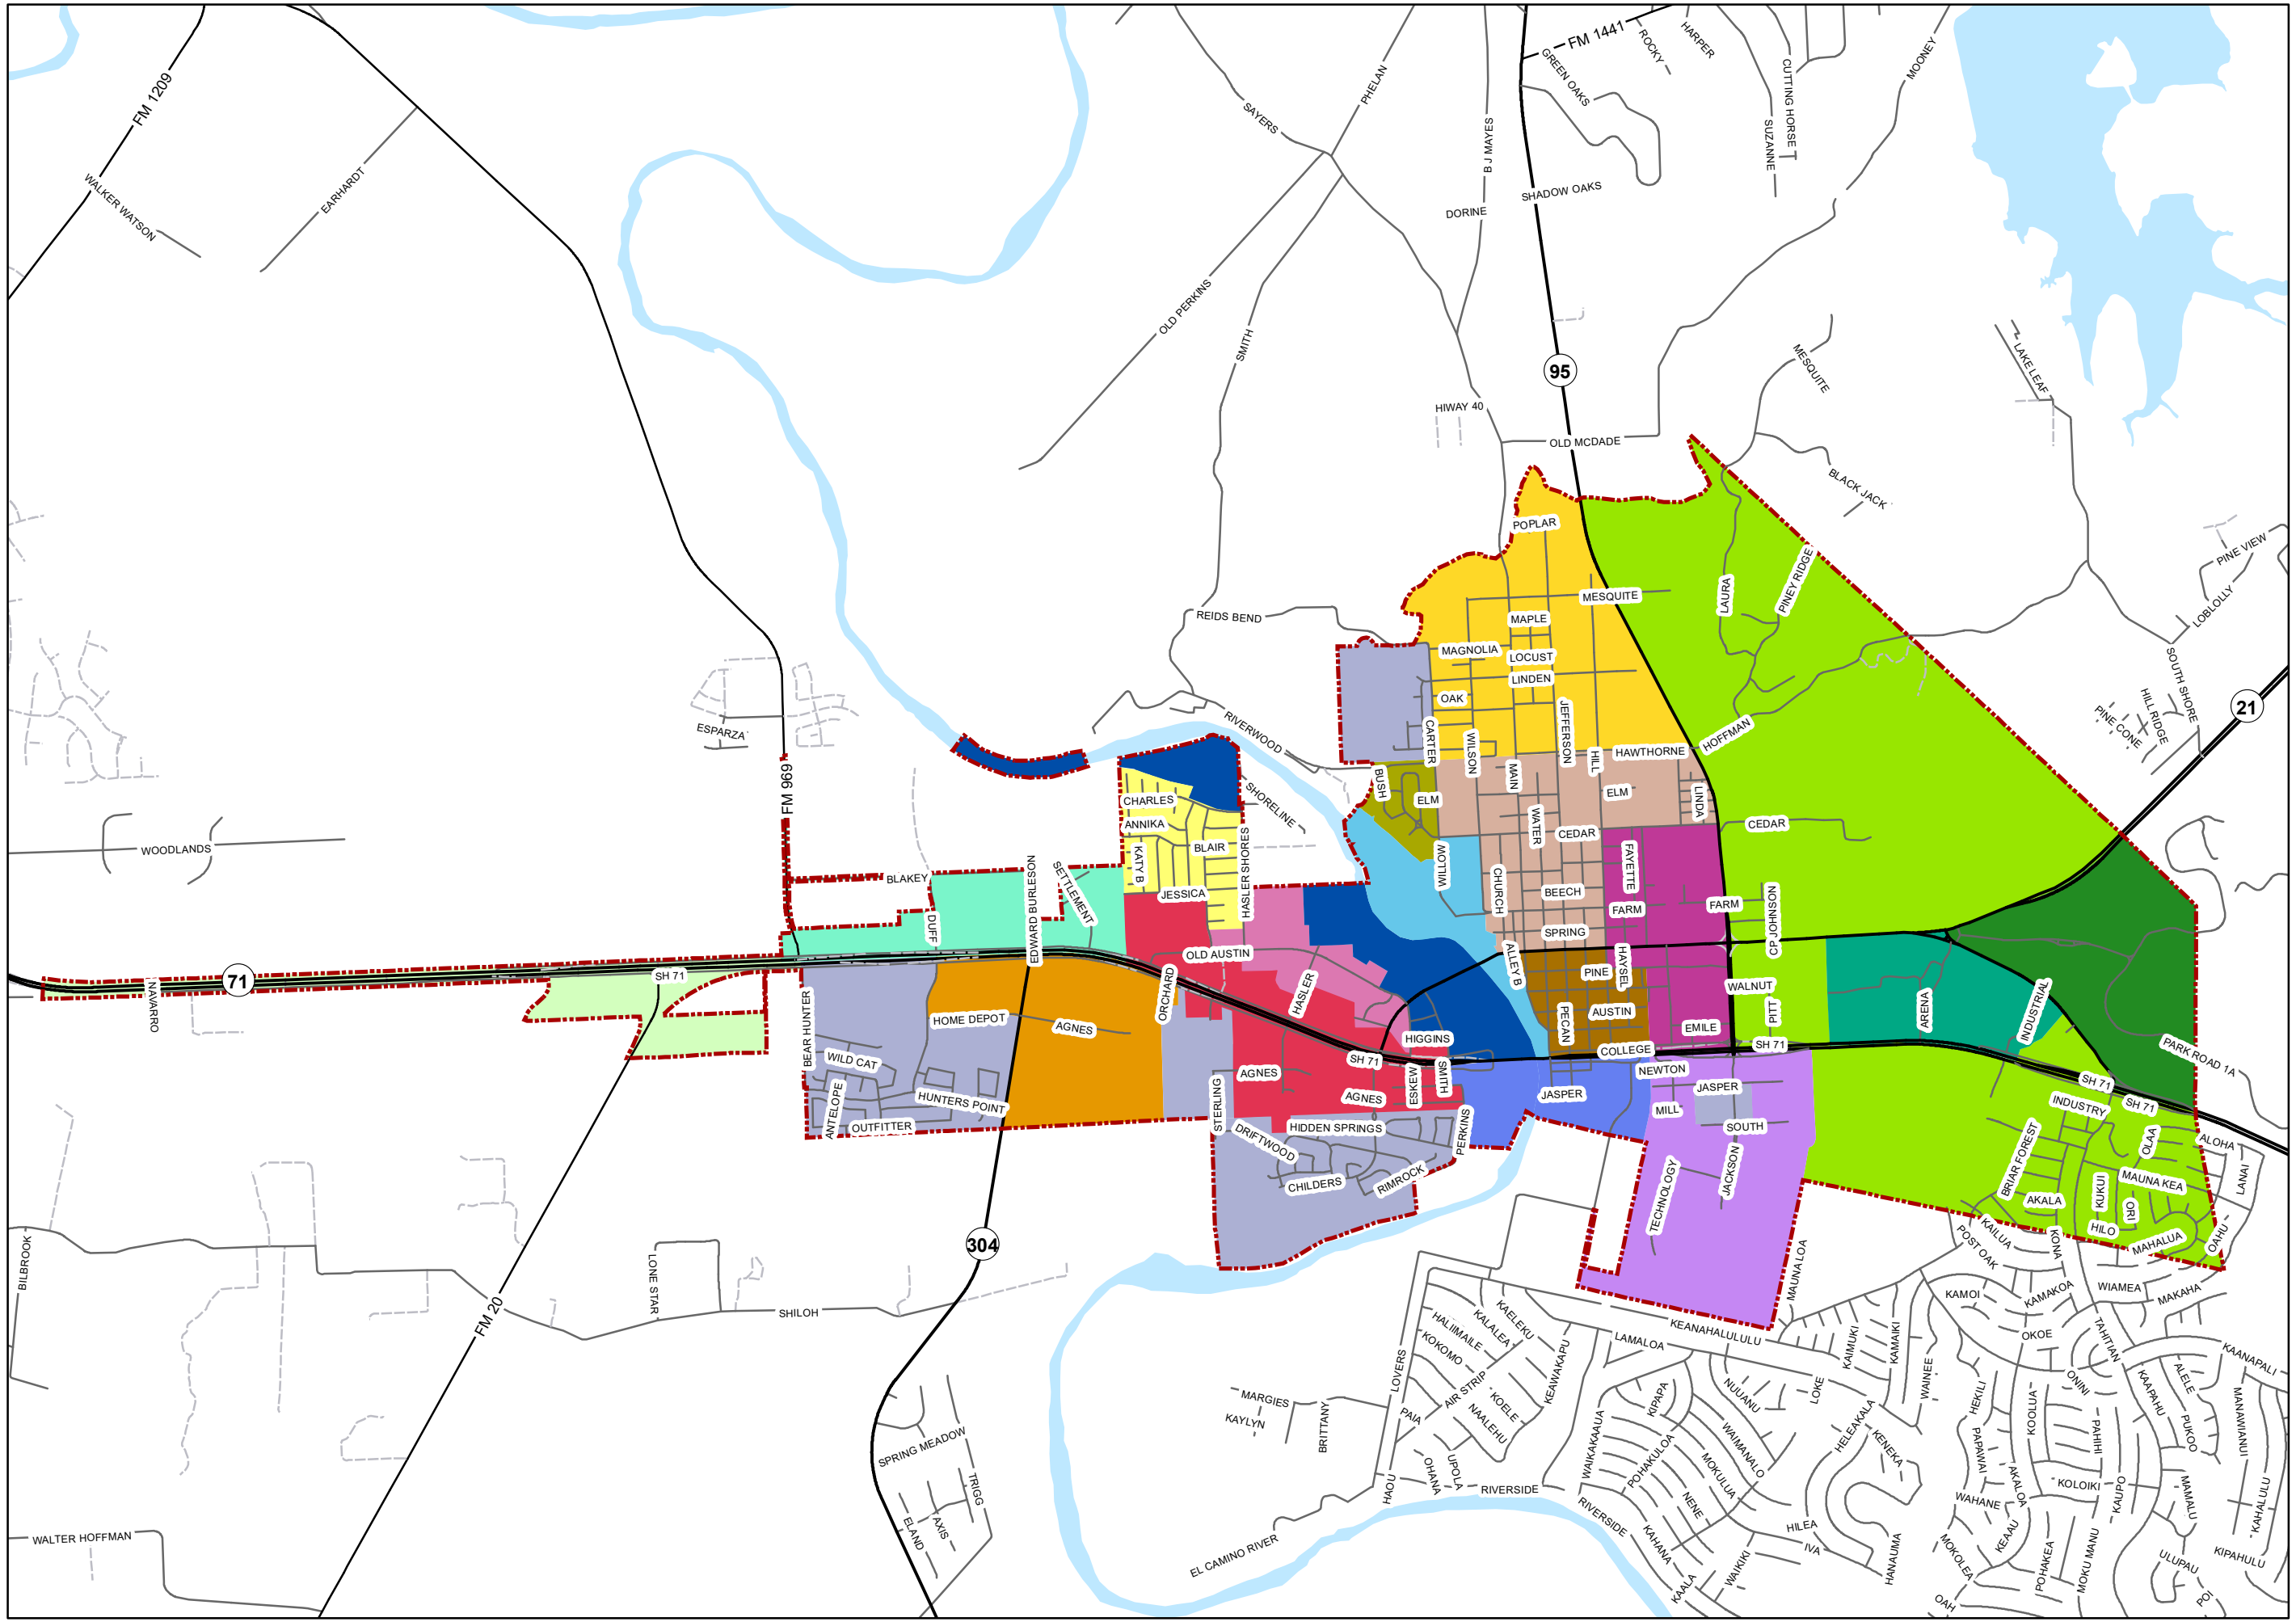 FM 1209
WALKER WATSON
EARHARDT
SAYERS
PHELAN
B J MAYES
FM 1441
ROCKY
HARPER
GREEN OAKS
CUTTING HORSE
SUZANNE
MOONEY
SHADOW OAKS
DORINE
OLD PERKINS
SMITH
95
HIWAY 40
OLD MCDADE
MESQUITE
LAKE LEAF
BLACK JACK
POPLAR
PINE VIEW
LOBLOLLY
MESQUITE
LAURA
PINEY RIDGE
REIDS BEND
MAPLE
MAGNOLIA
LOCUST
LINDEN
OAK
SOUTH SHORE
HILL RIDGE
PINE CONE
21
ESPARZA
RIVERWOOD
CARTER
WILSON
JEFFERSON
HILL
HAWTHORNE
HOFFMAN
MAIN
FM 969
BUSH
ELM
ELM
LINDA
CHARLES
SHORELINE
ANNIKA
WATER
CEDAR
CEDAR
WOODLANDS
KATY B
BLAIR
HASLER SHORES
WILLOW
FAYETTE
BLAKEY
EDWARD BURLESON
SETTLEMENT
JESSICA
CHURCH
BEECH
FARM
FARM
CP JOHNSON
DUFF
SPRING
71
NAVARRO
SH 71
OLD AUSTIN
ALLEY B
PINE
HAYSEL
WALNUT
ORCHARD
HASLER
BEAR HUNTER
HOME DEPOT
AGNES
PECAN
AUSTIN
PITT
ARENA
INDUSTRIAL
EMILE
HIGGINS
COLLEGE
SH 71
PARK ROAD 1A
WILD CAT
SH 71
NEWTON
AGNES
ESKEW
SMITH
JASPER
SH 71
ANTELOPE
HUNTERS POINT
AGNES
JASPER
MILL
INDUSTRY
SH 71
OUTFITTER
STERLING
HIDDEN SPRINGS
PERKINS
SOUTH
DRIFTWOOD
OLAA
ALOHA
BRIAR FOREST
CHILDERS
RIMROCK
TECHNOLOGY
JACKSON
MAUNA KEA
LANAI
AKALA
KUKUI
ORI
HILO
MAHALUA
OAHU
304
BILBROOK
LONE STAR
SHILOH
FM 20
MAUNA LOA
KAILUA
POST OAK
KONA
KAMOI
KAMAKOA
WIAMEA
MAKAHA
KAELEKU
KALALEA
HALIIMAILE
KOKOMO
KEANAHALULULU
LAMALOA
OKOE
TAHITIAN
KAANAPALI
LOVERS
AIR STRIP
KEAWAKAPU
KAIMUKI
KAMAIKI
WAINEE
ONINI
KAAPAHU
ALELE
MARGIES
KAYLYN
BRITTANY
PAIA
KOELE
NAALEHU
KIPAPA
NUUANU
LOKE
HEKILI
KOOLUA
PAHIHI
PUKOO
MANAWIANUI
SPRING MEADOW
TRIGG
WAIKAKAUA
POHAKULOA
WAIMANALO
MOKULUA
HELEAKALA
KENEKA
PAPAWAI
AKALOA
KOLOIKI
KAUPO
MAMALU
KAHALULU
HAOU
OHANA
UPOLA
RIVERSIDE
RIVERSIDE
NENE
WAHANE
WALTER HOFFMAN
ELAND
AXIS
EL CAMINO RIVER
KAHANA
HILEA
IVA
HANAUMA
MOKOLEA
KEAAU
POHAKEA
MOKU MANU
ULUPAU
KIPAHULU
KAALA
WAIKIKI
OAH
POI